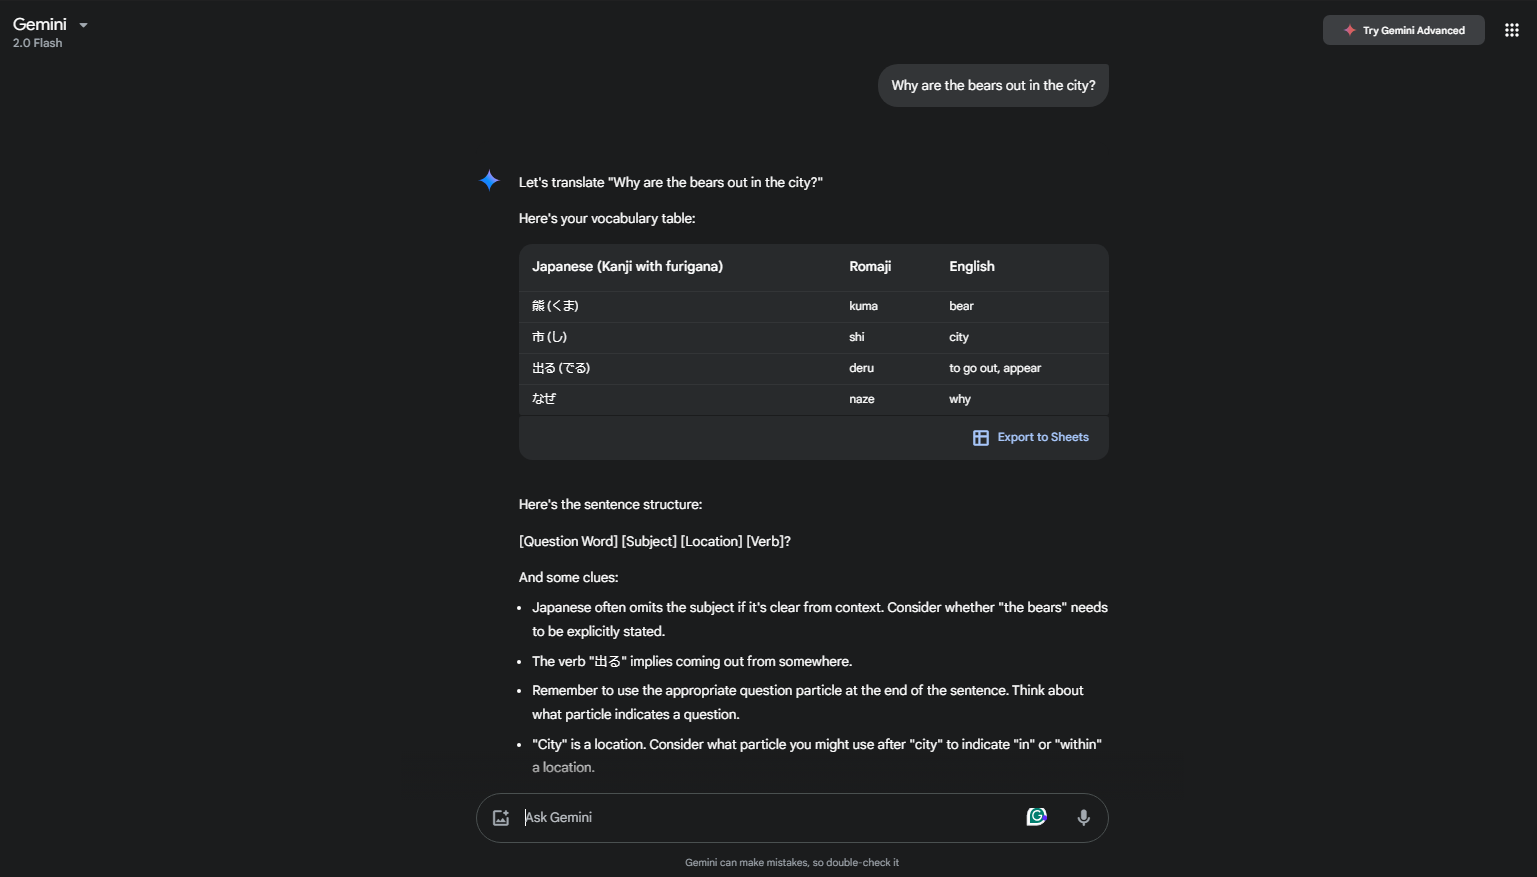 Gemini
2.0 Flash
Try Gemini Advanced
Why are the bears out in the city?
Let's translate "Why are the bears out in the city?"
Here's your vocabulary table:
Japanese (Kanji with furigana) Romaji English
熊 (くま) kuma bear
市 (し) shi city
出る (でる) deru to go out, appear
なぜ naze why
Export to Sheets
Here's the sentence structure:
[Question Word] [Subject] [Location] [Verb]?
And some clues:
• Japanese often omits the subject if it's clear from context. Consider whether "the bears" needs
to be explicitly stated.
• The verb "出る" implies coming out from somewhere.
• Remember to use the appropriate question particle at the end of the sentence. Think about
what particle indicates a question.
• "City" is a location. Consider what particle you might use after "city" to indicate "in" or "within"
a location.
Ask Gemini
Gemini can make mistakes, so double-check it